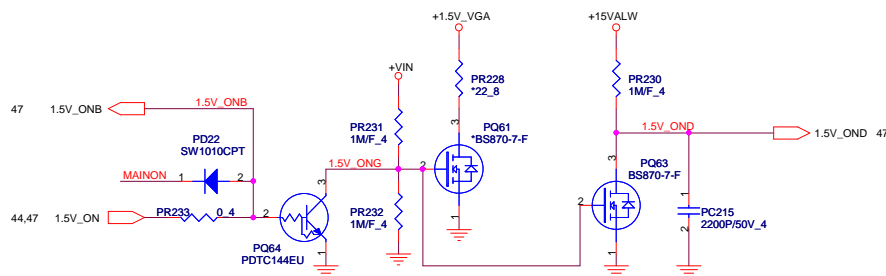 +1.5V_VGA
+15VALW
+VIN
PR228
*22_8
PR230
1M/F_4
47
1.5V_ONB
1.5V_ONB
3
PQ61
*BS870-7-F
1.5V_OND
1.5V_OND
47
PD22
SW1010CPT
PR231
1M/F_4
1.5V_ONG
2
3
PQ63
BS870-7-F
MAINON
1
2
3
1
1
44,47
1.5V_ON
PR233
0_4
2
PR232
1M/F_4
2
PC215
2200P/50V_4
2
PQ64
PDTC144EU
1
1